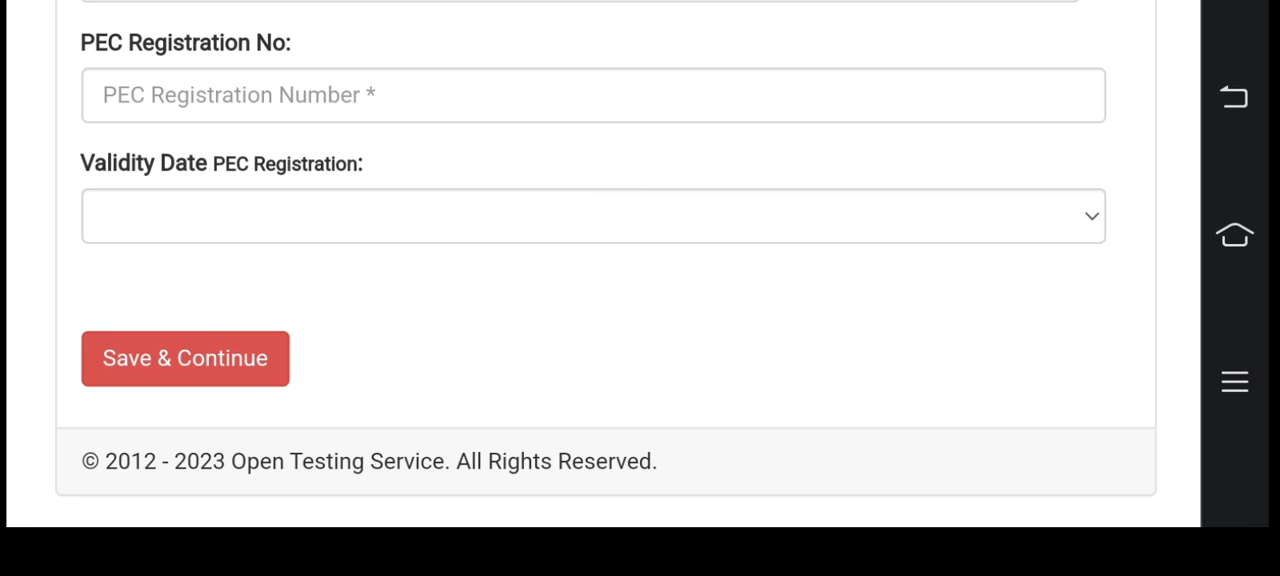 PEC Registration No:
PEC Registration Number *
Validity Date PEC Registration:
Save & Continue
© 2012 - 2023 Open Testing Service. All Rights Reserved.